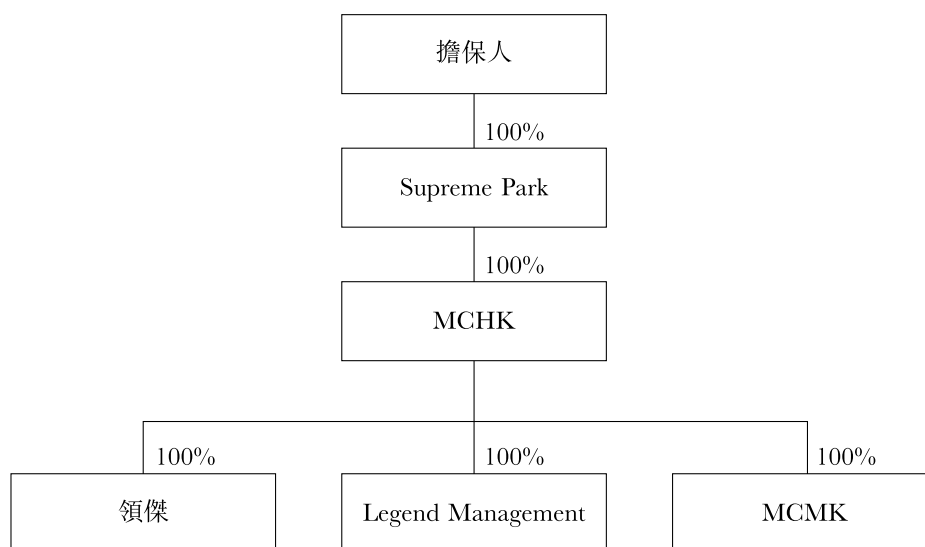 擔保人
100%
Supreme Park
100%
MCHK
100%
100%
100%
領傑
Legend Management
MCMK